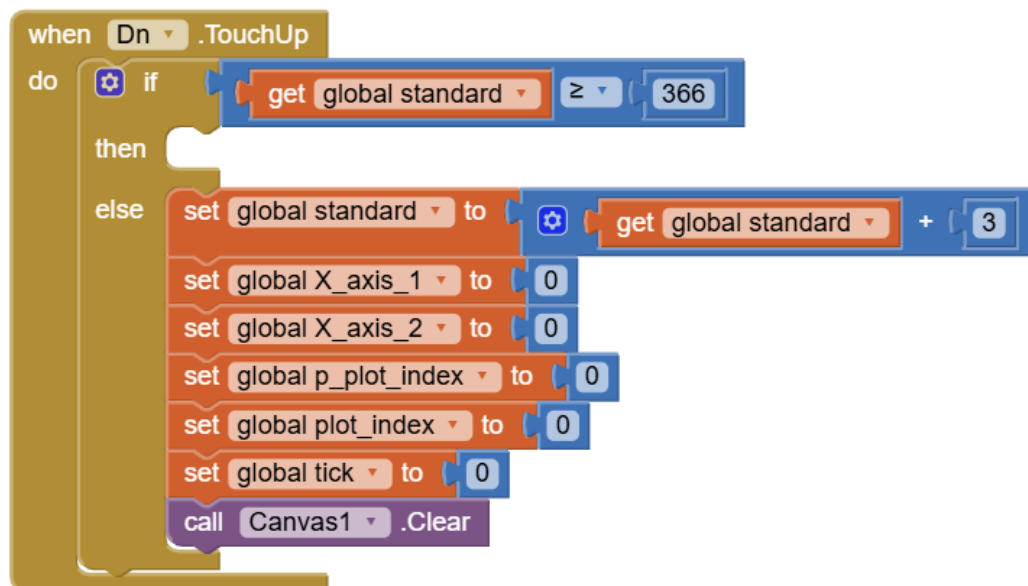 when Dn .TouchUp
do if get global standard ≥ 366
then
else set global standard to get global standard + 3
set global X_axis_1 to 0
set global X_axis_2 to 0
set global p_plot_index to 0
set global plot_index to 0
set global tick to 0
call Canvas1 .Clear